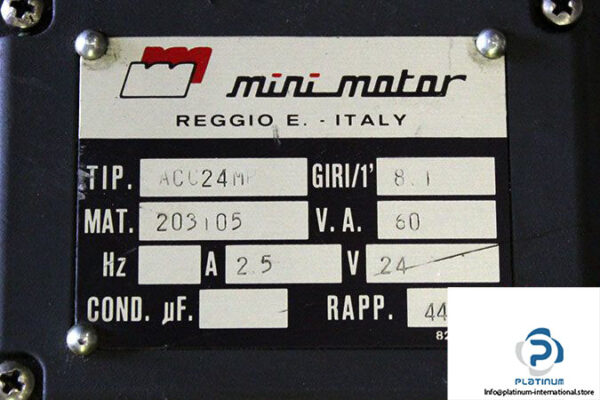 mini motor
REGGIO E. - ITALY
TIP. GIRI/1' 8.1
MAT. 203105 V.A. 60
Hz A 2.5 V 24
COND. µF. RAPP. 44
PLATINUM
Info@platinum-international.store